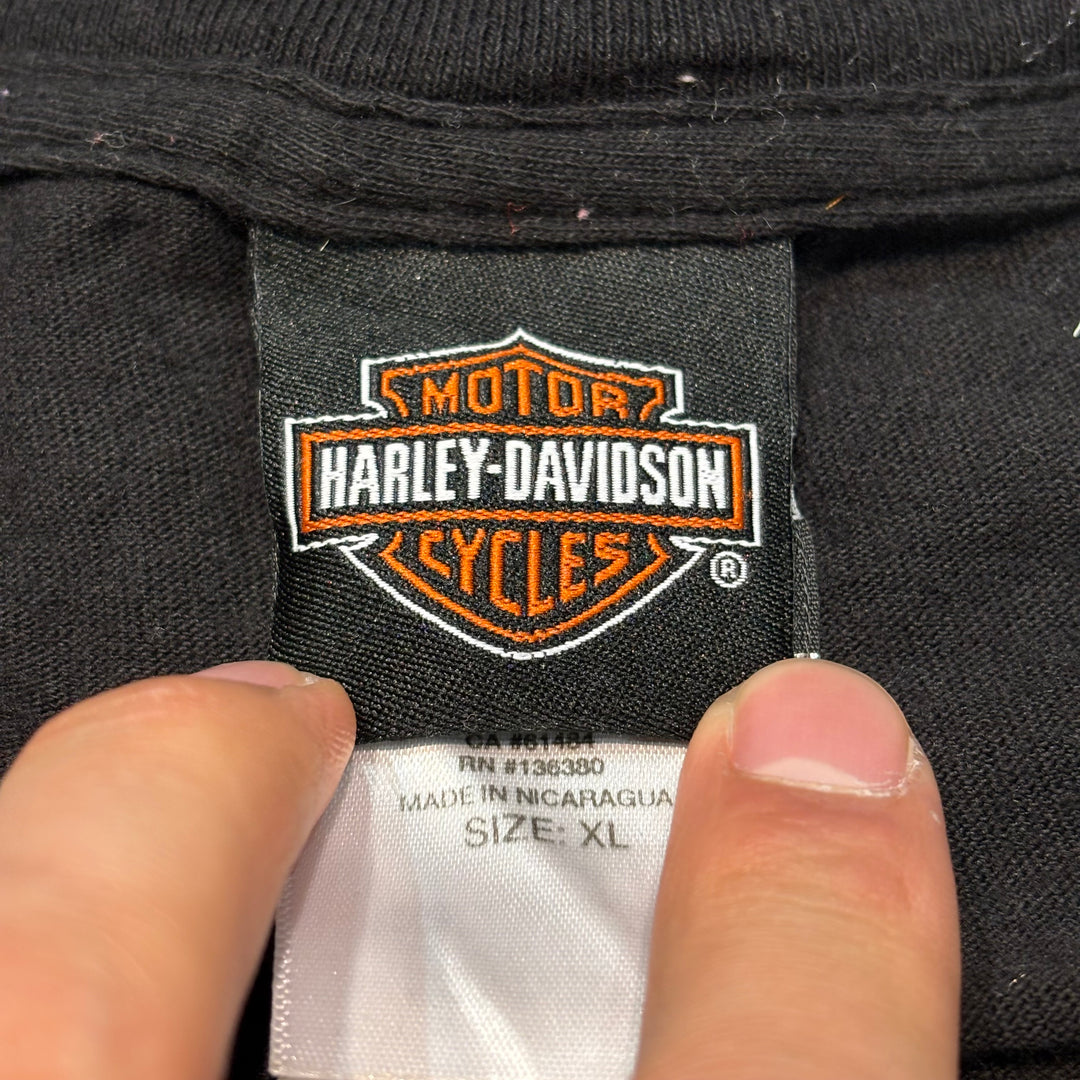 MOTOR
HARLEY-DAVIDSON
CYCLES
®
CA #61484
RN #136380
MADE IN NICARAGUA
SIZE: XL